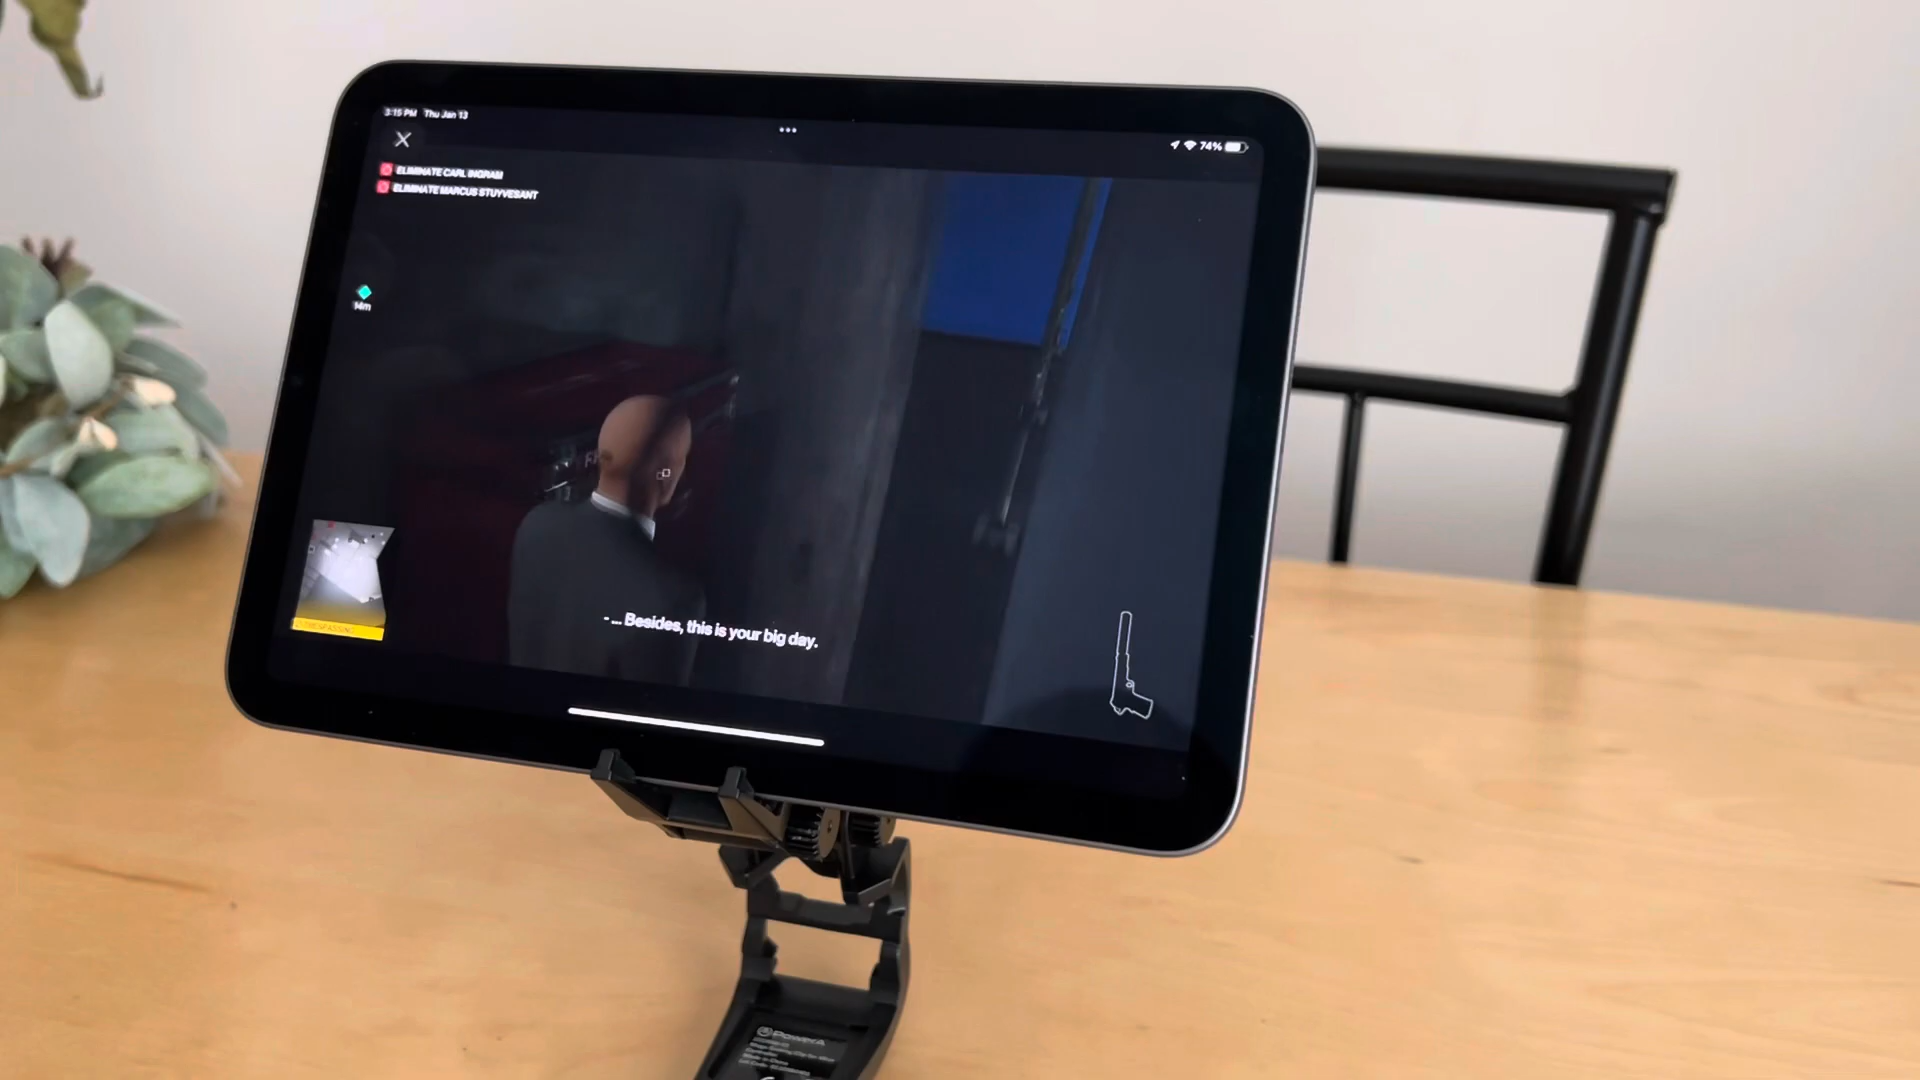 3:15 PM Thu Jan 13
74%
ELIMINATE CARL INGRAM
ELIMINATE MARCUS STUYVESANT
14m
TRESPASSING
- ... Besides, this is your big day.
PowerA